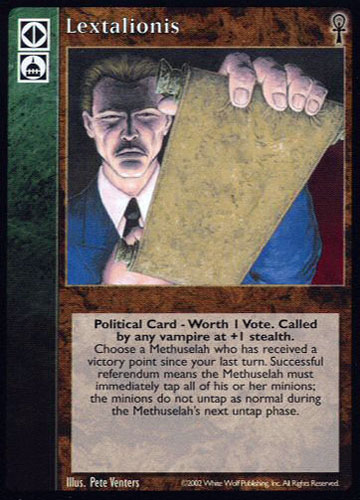 Lextalionis
Political Card - Worth 1 Vote. Called
by any vampire at +1 stealth.
Choose a Methuselah who has received a
victory point since your last turn. Successful
referendum means the Methuselah must
immediately tap all of his or her minions;
the minions do not untap as normal during
the Methuselah's next untap phase.
Illus. Pete Venters
©2002 White Wolf Publishing, Inc. All Rights Reserved.